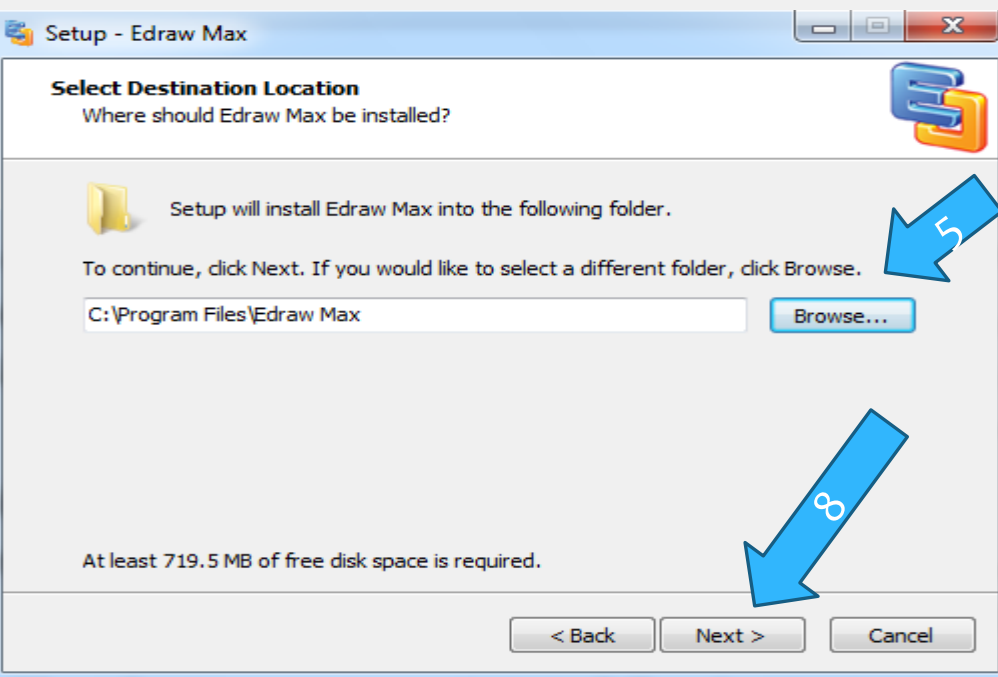 Setup - Edraw Max
Select Destination Location
Where should Edraw Max be installed?
Setup will install Edraw Max into the following folder.
5
To continue, click Next. If you would like to select a different folder, click Browse.
C:\Program Files\Edraw Max
Browse...
8
At least 719.5 MB of free disk space is required.
< Back
Next >
Cancel